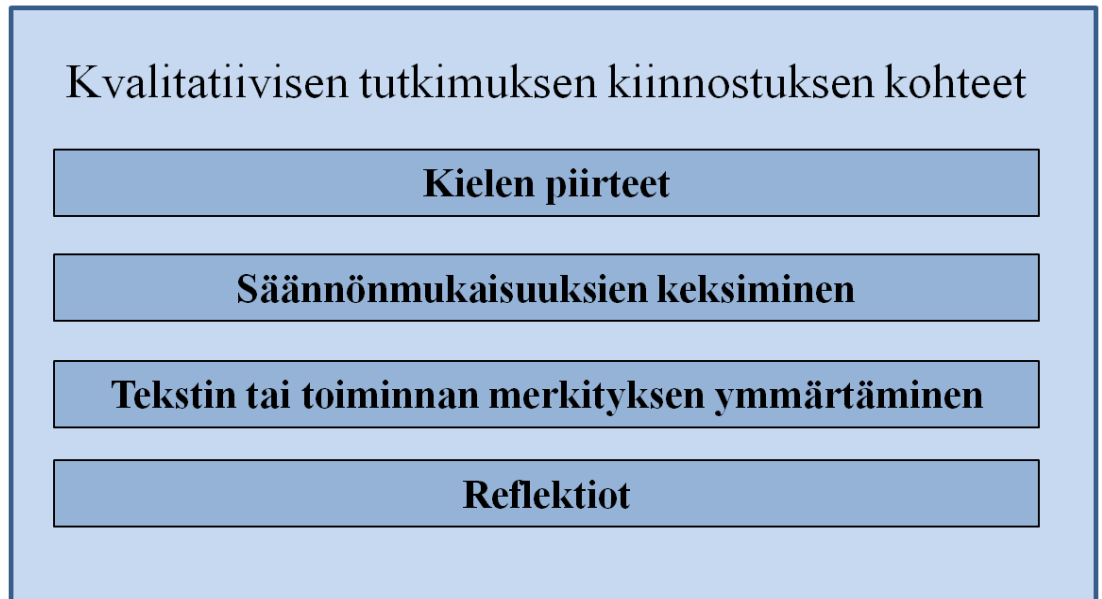 Kvalitatiivisen tutkimuksen kiinnostuksen kohteet
Kielen piirteet
Säännönmukaisuuksien keksiminen
Tekstin tai toiminnan merkityksen ymmärtäminen
Reflektiot